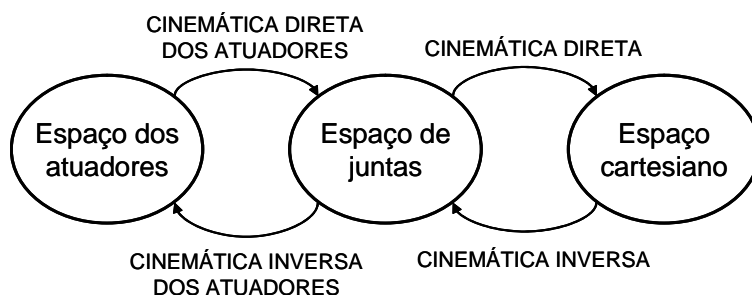 CINEMÁTICA DIRETA
DOS ATUADORES
CINEMÁTICA DIRETA
Espaço dos
atuadores
Espaço de
juntas
Espaço
cartesiano
CINEMÁTICA INVERSA
DOS ATUADORES
CINEMÁTICA INVERSA